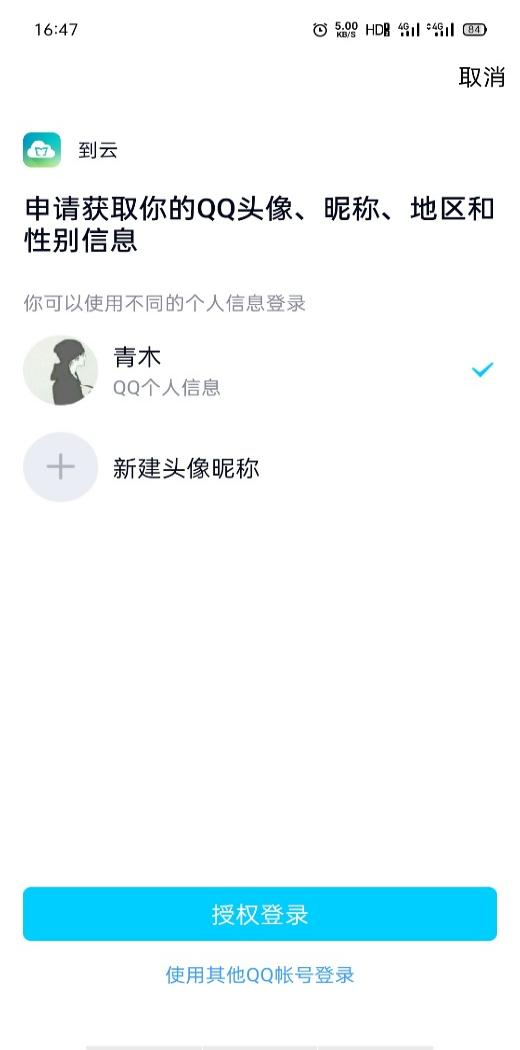 16:47
5.00
KB/S
HD
4G
4G
84
取消
到云
申请获取你的QQ头像、昵称、地区和
性别信息
你可以使用不同的个人信息登录
青木
QQ个人信息
新建头像昵称
授权登录
使用其他QQ帐号登录